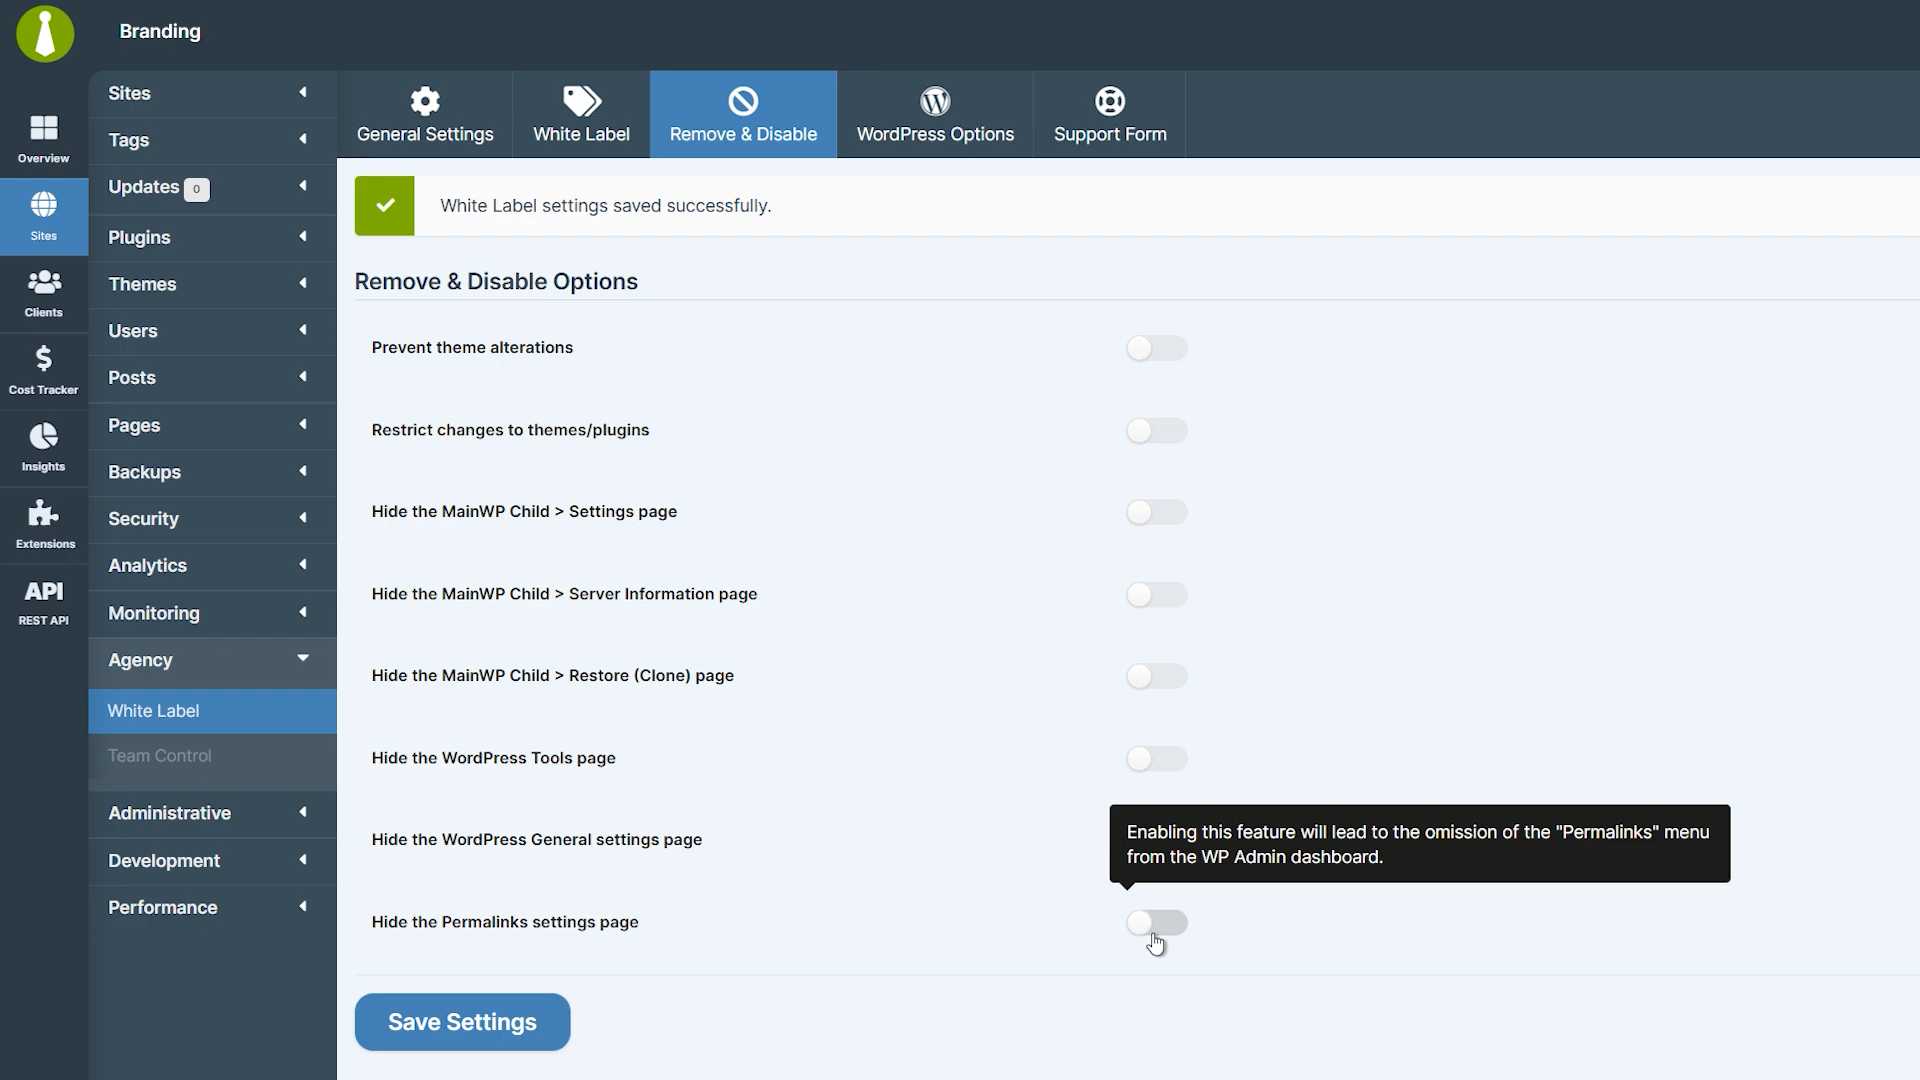 Branding
Overview
Sites
Clients
Cost Tracker
Insights
Extensions
API
REST API
Sites
Tags
Updates 0
Plugins
Themes
Users
Posts
Pages
Backups
Security
Analytics
Monitoring
Agency
White Label
Team Control
Administrative
Development
Performance
General Settings
White Label
Remove & Disable
WordPress Options
Support Form
White Label settings saved successfully.
Remove & Disable Options
Prevent theme alterations
Restrict changes to themes/plugins
Hide the MainWP Child > Settings page
Hide the MainWP Child > Server Information page
Hide the MainWP Child > Restore (Clone) page
Hide the WordPress Tools page
Hide the WordPress General settings page
Enabling this feature will lead to the omission of the "Permalinks" menu
from the WP Admin dashboard.
Hide the Permalinks settings page
Save Settings